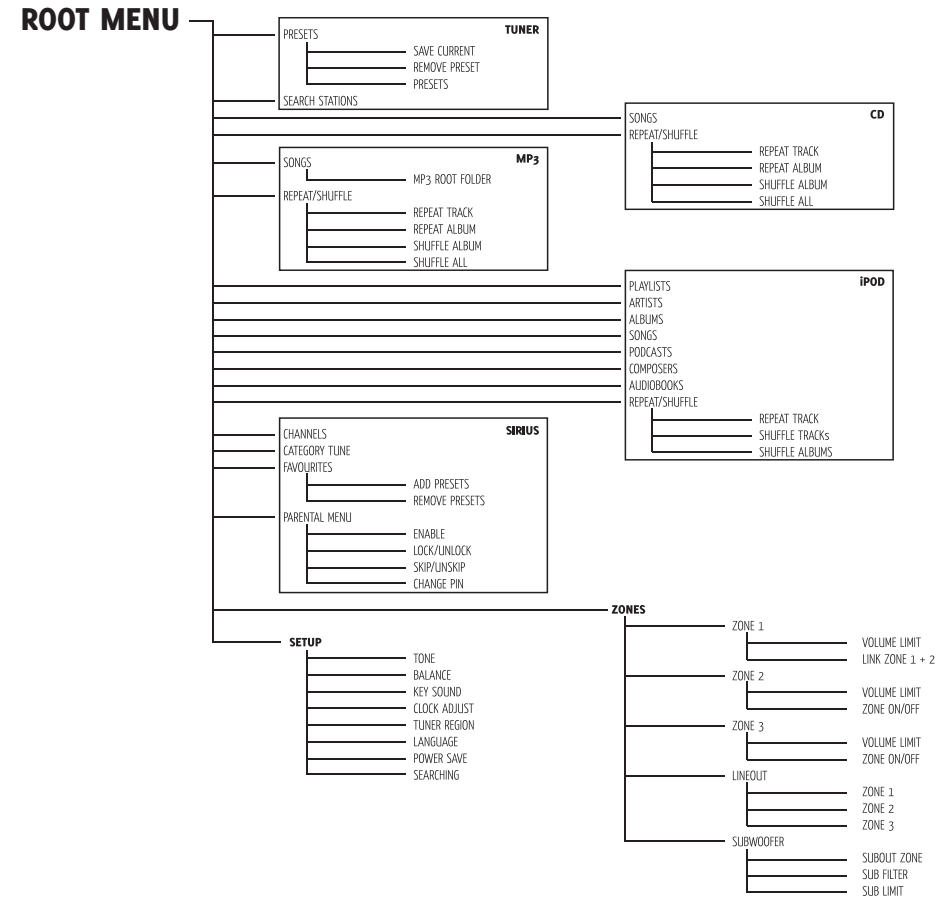 ROOT MENU
TUNER
PRESETS
SAVE CURRENT
REMOVE PRESET
PRESETS
SEARCH STATIONS
CD
SONGS
REPEAT/SHUFFLE
REPEAT TRACK
REPEAT ALBUM
SHUFFLE ALBUM
SHUFFLE ALL
MP3
SONGS
MP3 ROOT FOLDER
REPEAT/SHUFFLE
REPEAT TRACK
REPEAT ALBUM
SHUFFLE ALBUM
SHUFFLE ALL
iPOD
PLAYLISTS
ARTISTS
ALBUMS
SONGS
PODCASTS
COMPOSERS
AUDIOBOOKS
REPEAT/SHUFFLE
REPEAT TRACK
SHUFFLE TRACKs
SHUFFLE ALBUMS
SIRIUS
CHANNELS
CATEGORY TUNE
FAVOURITES
ADD PRESETS
REMOVE PRESETS
PARENTAL MENU
ENABLE
LOCK/UNLOCK
SKIP/UNSKIP
CHANGE PIN
ZONES
ZONE 1
VOLUME LIMIT
LINK ZONE 1 + 2
ZONE 2
VOLUME LIMIT
ZONE ON/OFF
ZONE 3
VOLUME LIMIT
ZONE ON/OFF
LINEOUT
ZONE 1
ZONE 2
ZONE 3
SUBWOOFER
SUBOUT ZONE
SUB FILTER
SUB LIMIT
SETUP
TONE
BALANCE
KEY SOUND
CLOCK ADJUST
TUNER REGION
LANGUAGE
POWER SAVE
SEARCHING